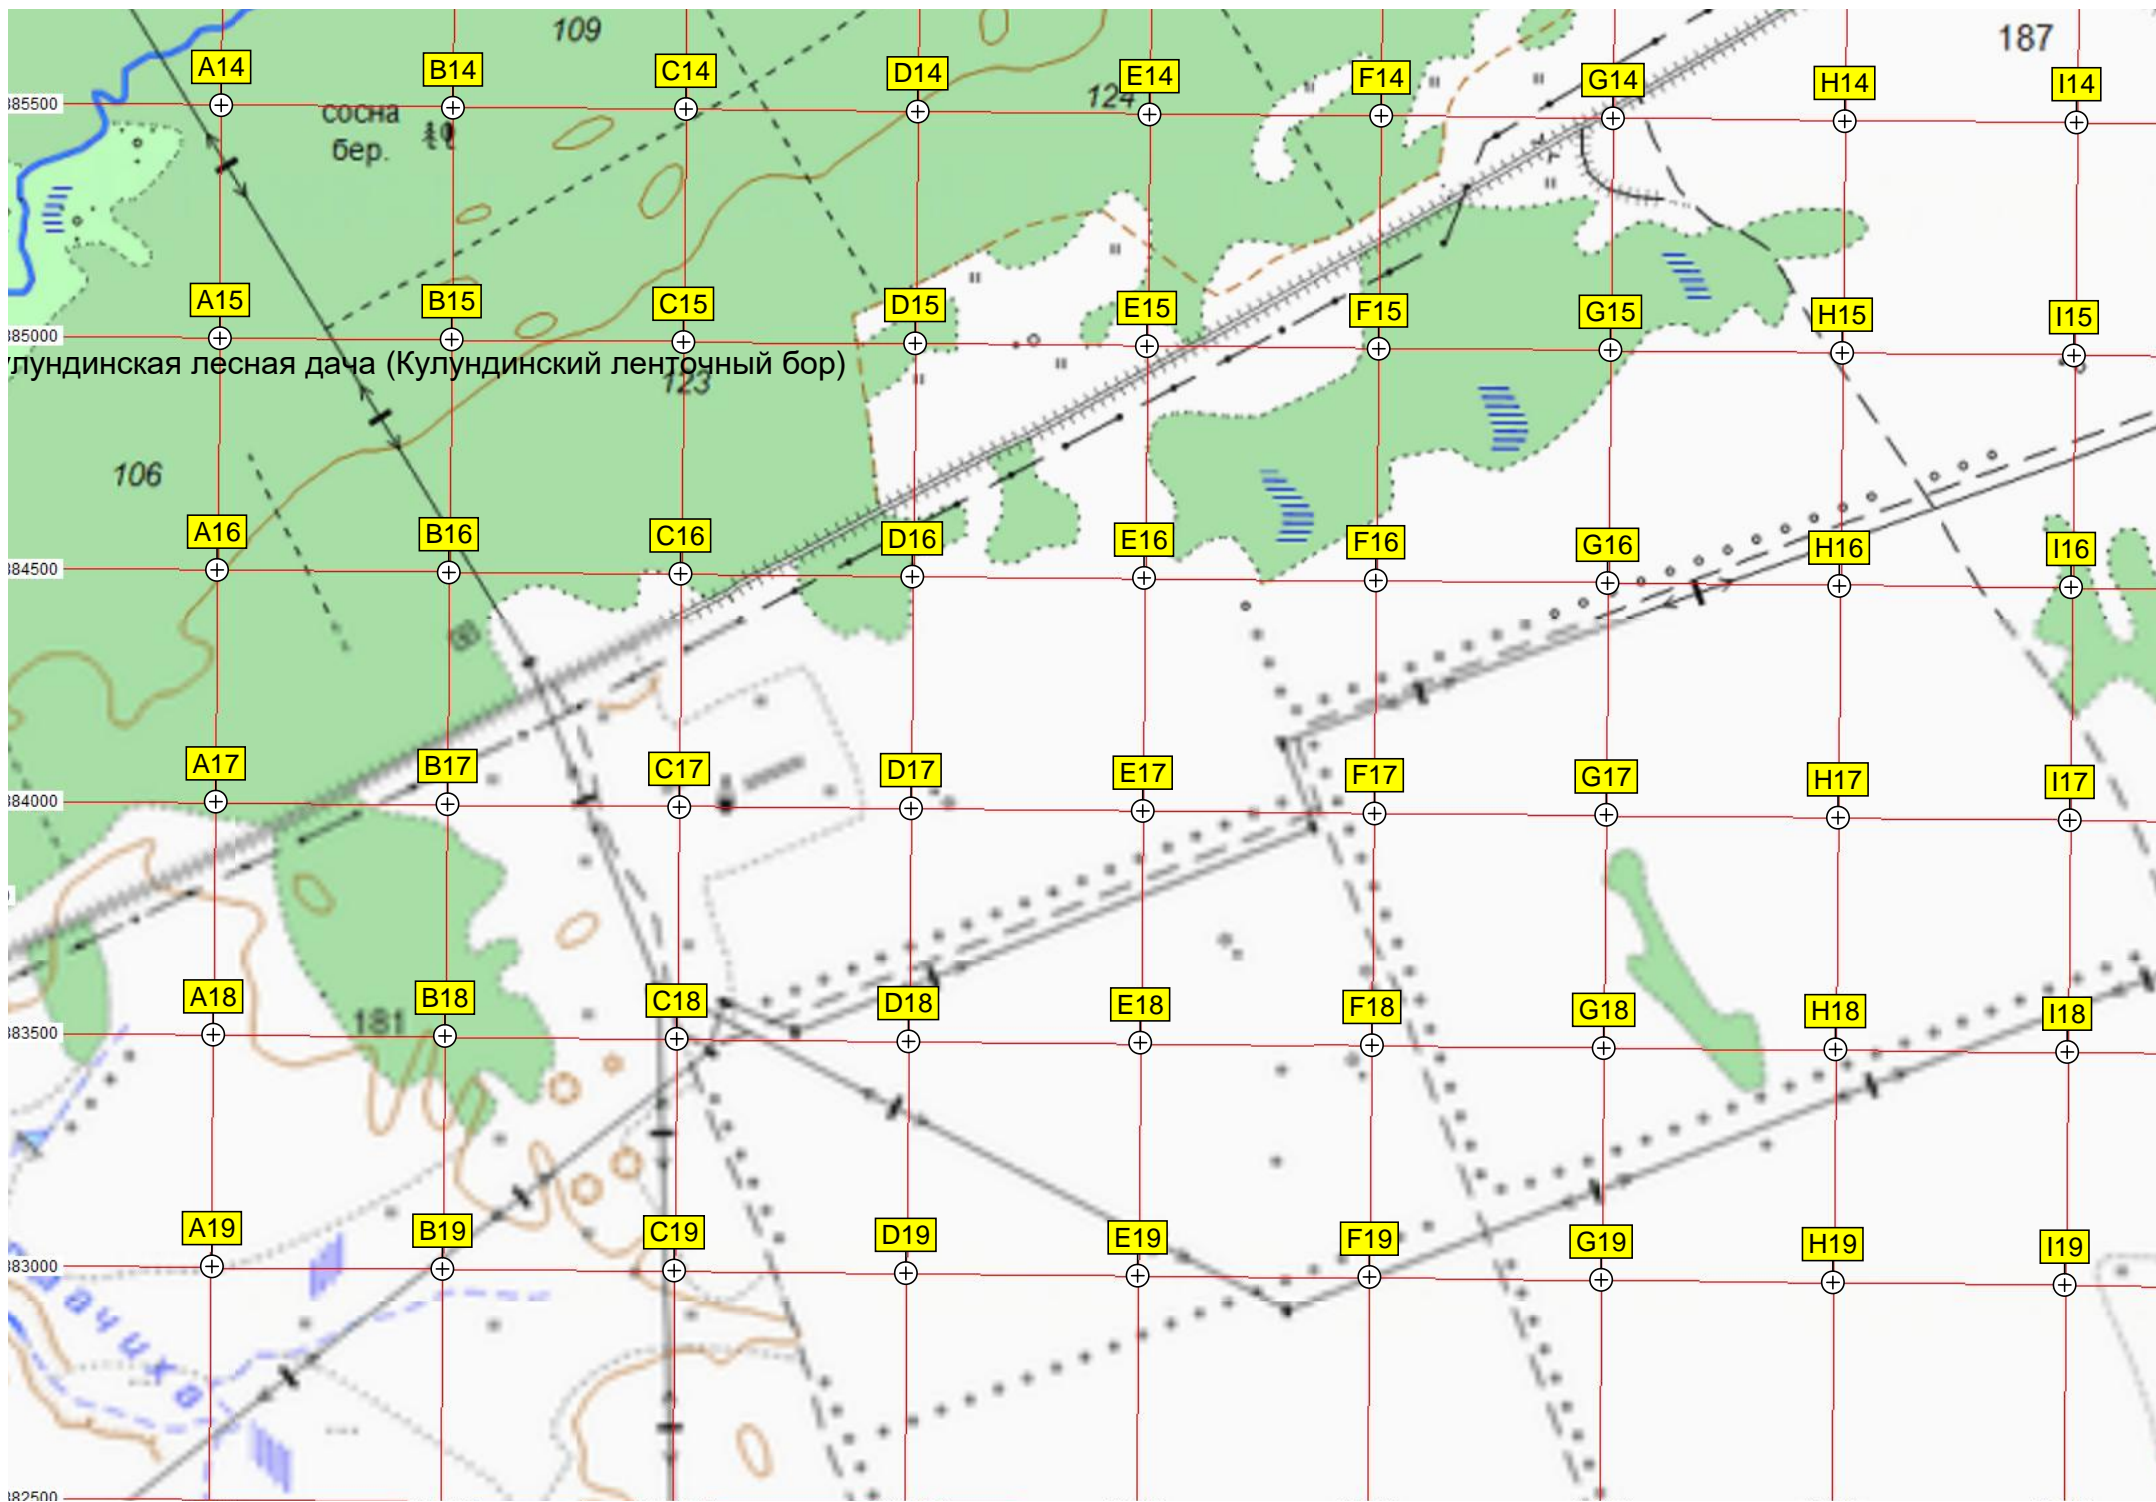 109
187
A14 B14 C14 D14 E14 F14 G14 H14 I14
124
85500
сосна
бер.
A15 B15 C15 D15 E15 F15 G15 H15 I15
85000
улундинская лесная дача (Кулундинский ленточный бор)
123
106
A16 B16 C16 D16 E16 F16 G16 H16 I16
84500
A17 B17 C17 D17 E17 F17 G17 H17 I17
84000
A18 B18 C18 D18 E18 F18 G18 H18 I18
181
83500
A19 B19 C19 D19 E19 F19 G19 H19 I19
83000
ачиха
82500